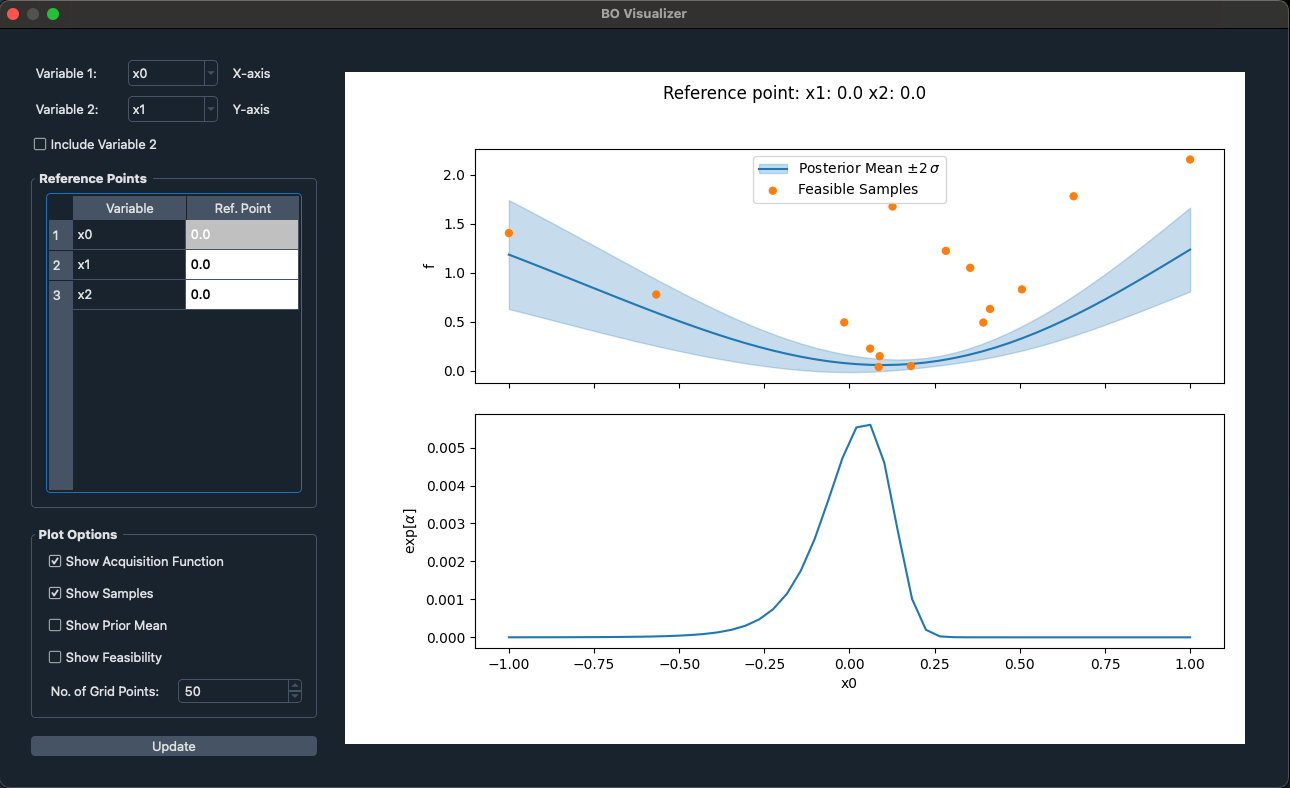 BO Visualizer
Variable 1: x0 X-axis
Variable 2: x1 Y-axis
Include Variable 2
Reference Points
Variable Ref. Point
1 x0 0.0
2 x1 0.0
3 x2 0.0
Plot Options
Show Acquisition Function
Show Samples
Show Prior Mean
Show Feasibility
No. of Grid Points: 50
Update
Reference point: x1: 0.0 x2: 0.0
Posterior Mean ±2σ
Feasible Samples
f
2.0
1.5
1.0
0.5
0.0
exp[α]
0.005
0.004
0.003
0.002
0.001
0.000
−1.00 −0.75 −0.50 −0.25 0.00 0.25 0.50 0.75 1.00
x0